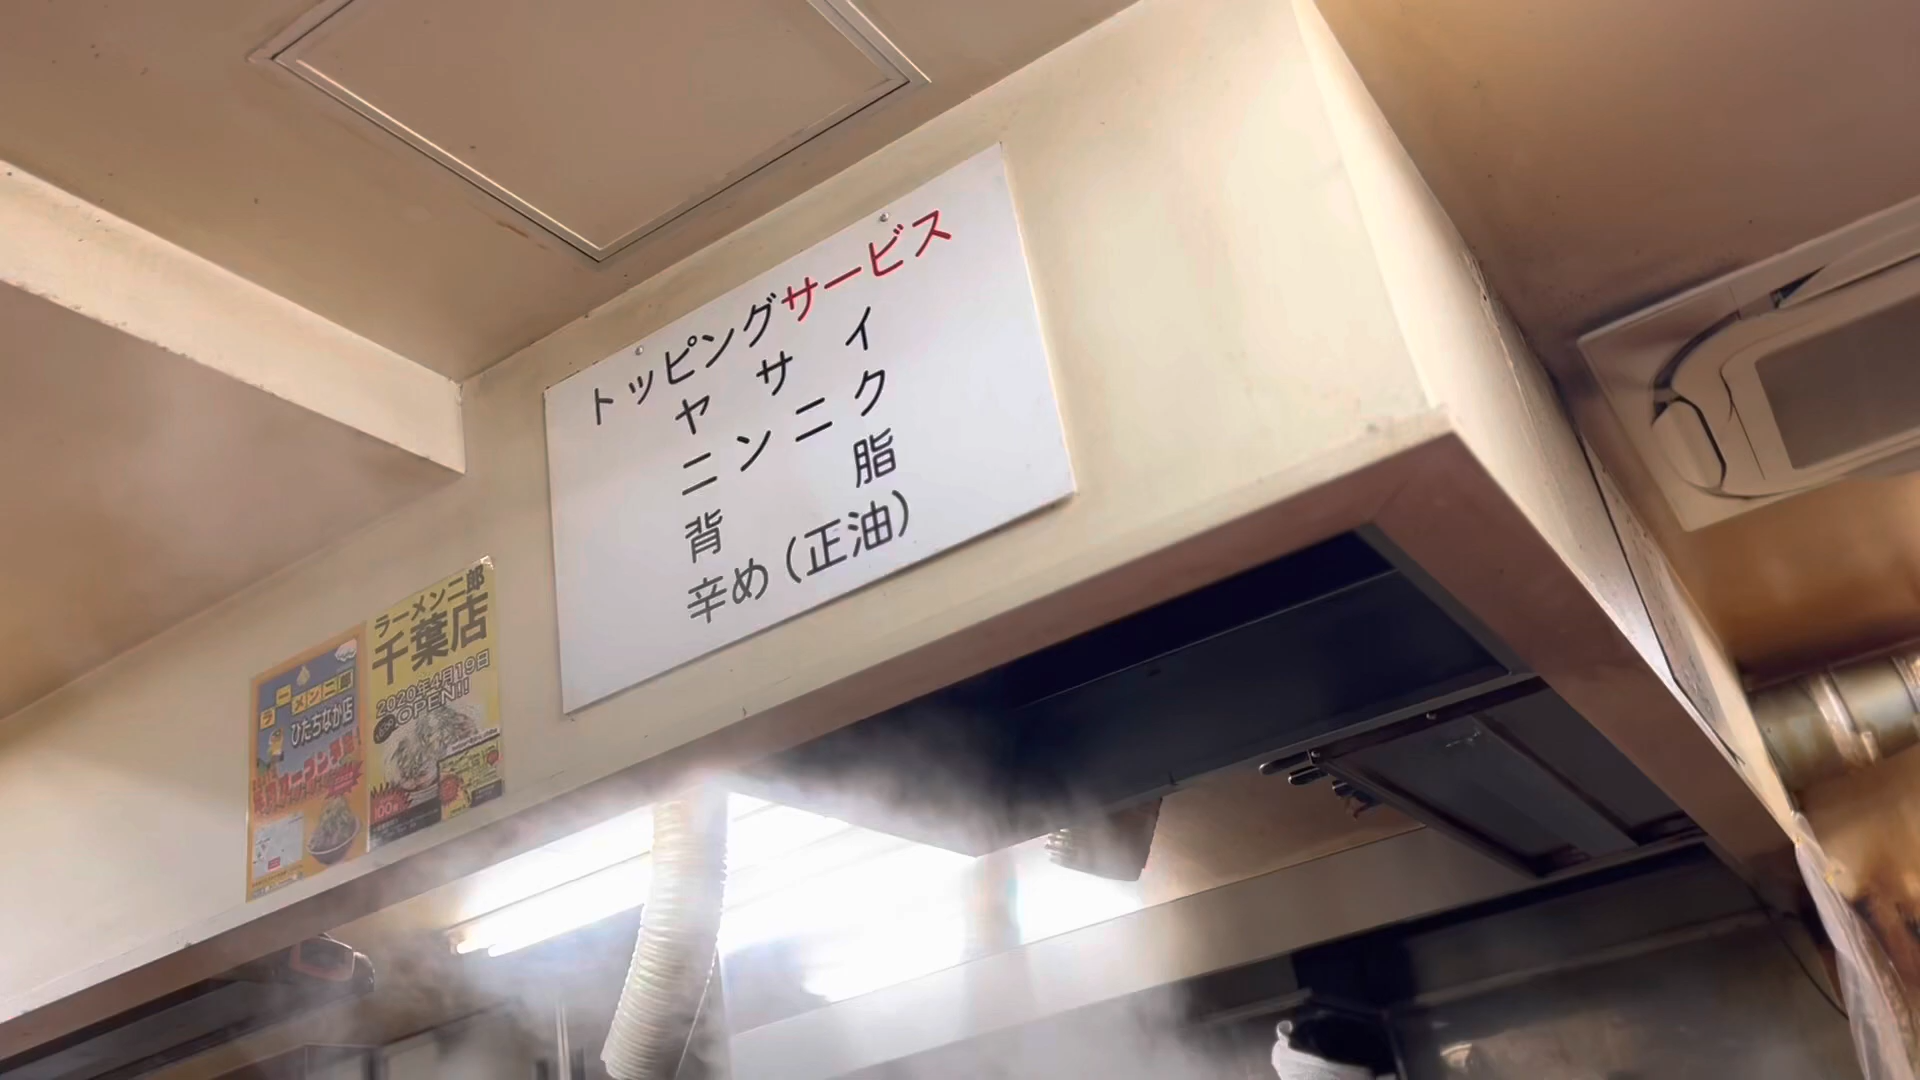 トッピングサービス
ヤサイ
ニンニク
背脂
辛め(正油)
ラーメン二郎
千葉店
2020年4月19日
OPEN!!
ラーメン二郎
ひたちなか店